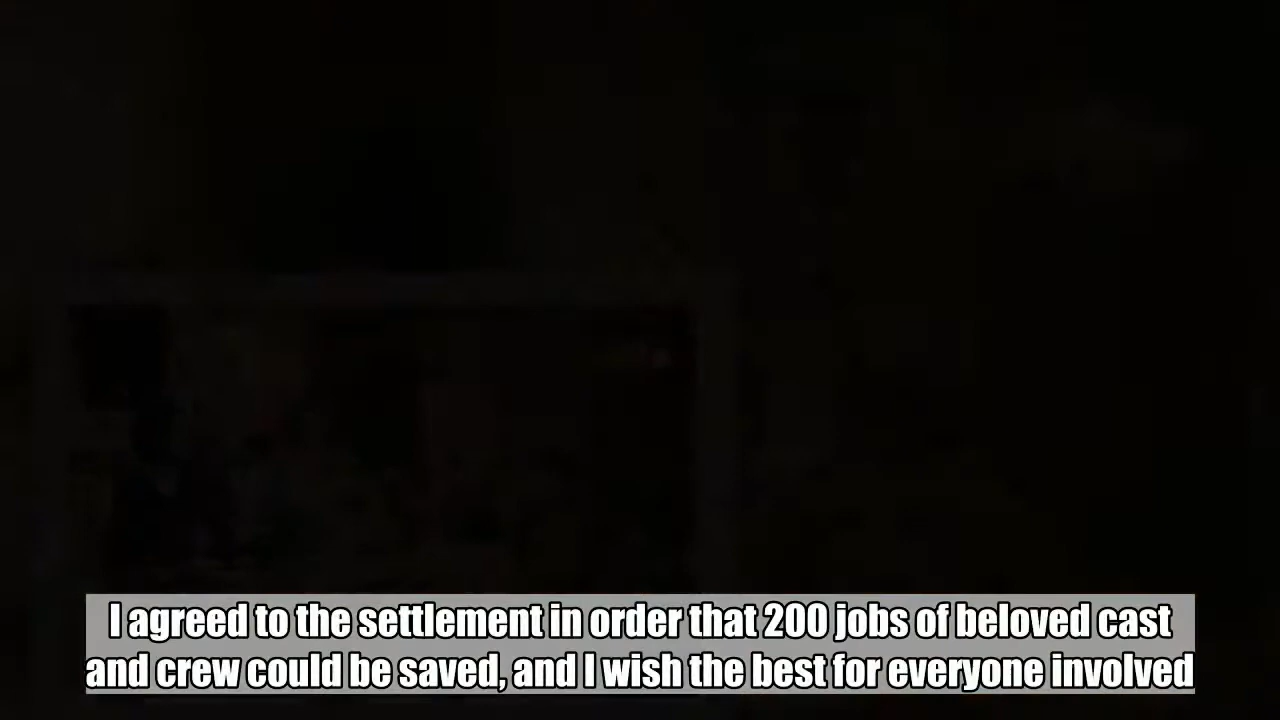 I agreed to the settlement in order that 200 jobs of beloved cast
and crew could be saved, and I wish the best for everyone involved